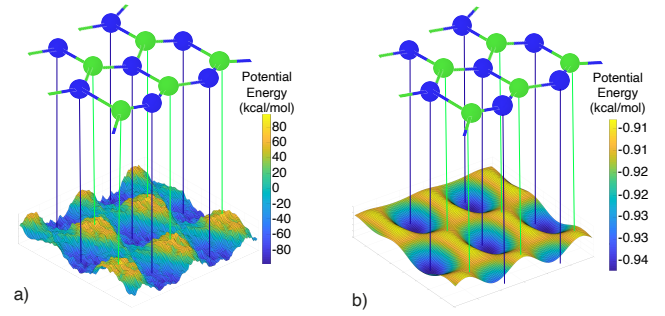 Potential
Energy
(kcal/mol)
80
60
40
20
0
-20
-40
-60
-80
a)
Potential
Energy
(kcal/mol)
-0.91
-0.91
-0.92
-0.92
-0.93
-0.93
-0.94
b)